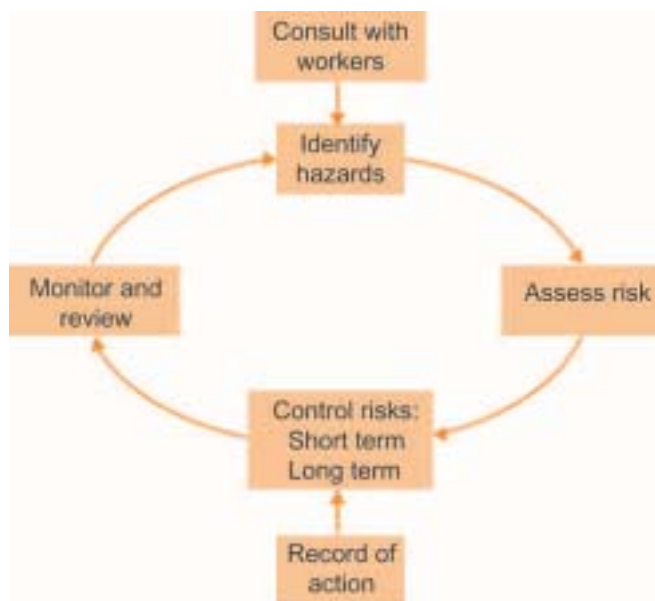 Consult with
workers
Identify
hazards
Assess risk
Control risks:
Short term
Long term
Record of
action
Monitor and
review